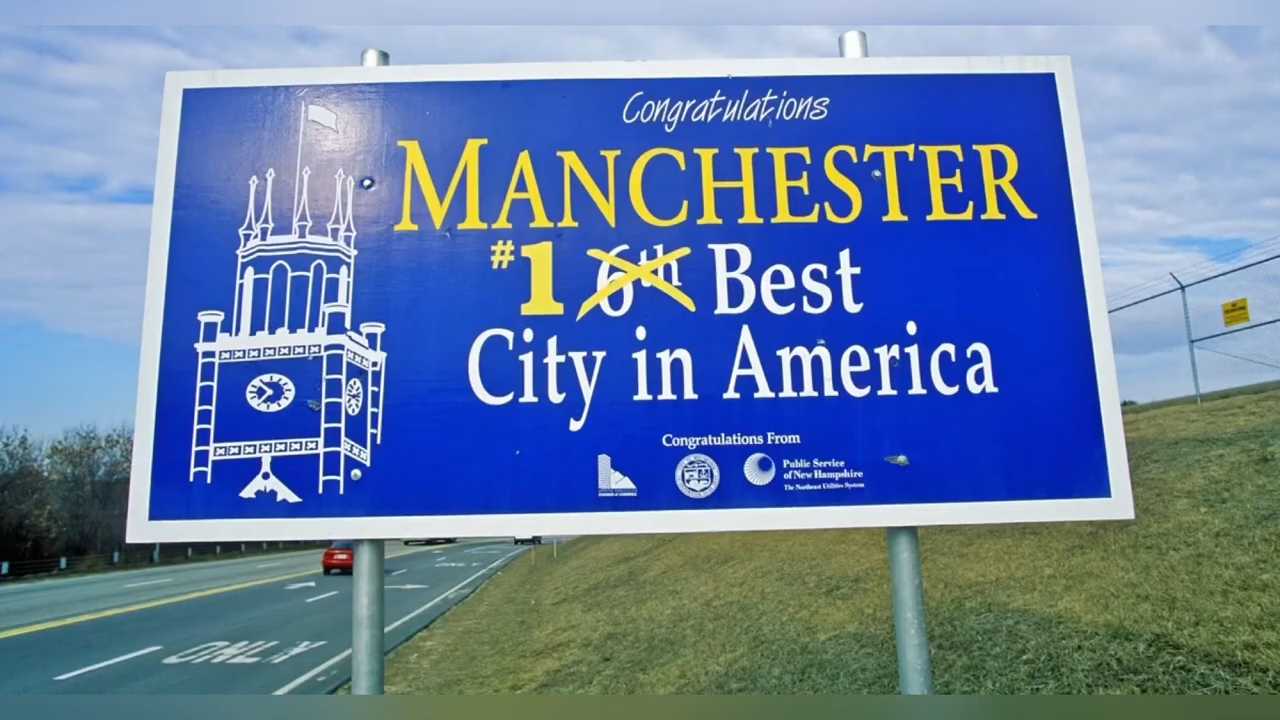 Congratulations
MANCHESTER
#1 6th Best
City in America
Congratulations From
Public Service
of New Hampshire
The Northeast Utilities System
ONLY
ONLY